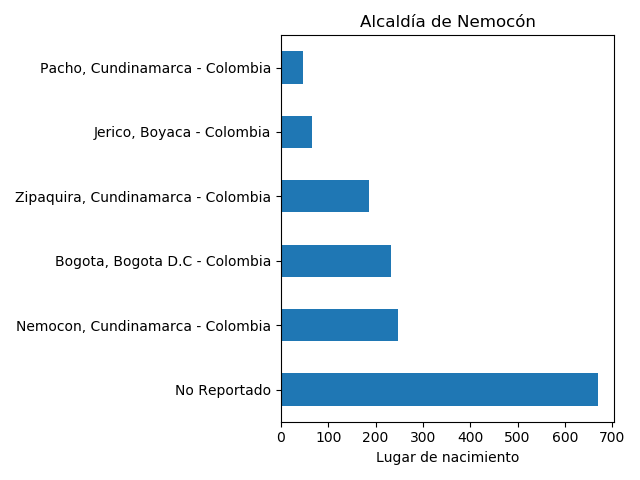 Alcaldía de Nemocón
Pacho, Cundinamarca - Colombia
Jerico, Boyaca - Colombia
Zipaquira, Cundinamarca - Colombia
Bogota, Bogota D.C - Colombia
Nemocon, Cundinamarca - Colombia
No Reportado
0 100 200 300 400 500 600 700
Lugar de nacimiento